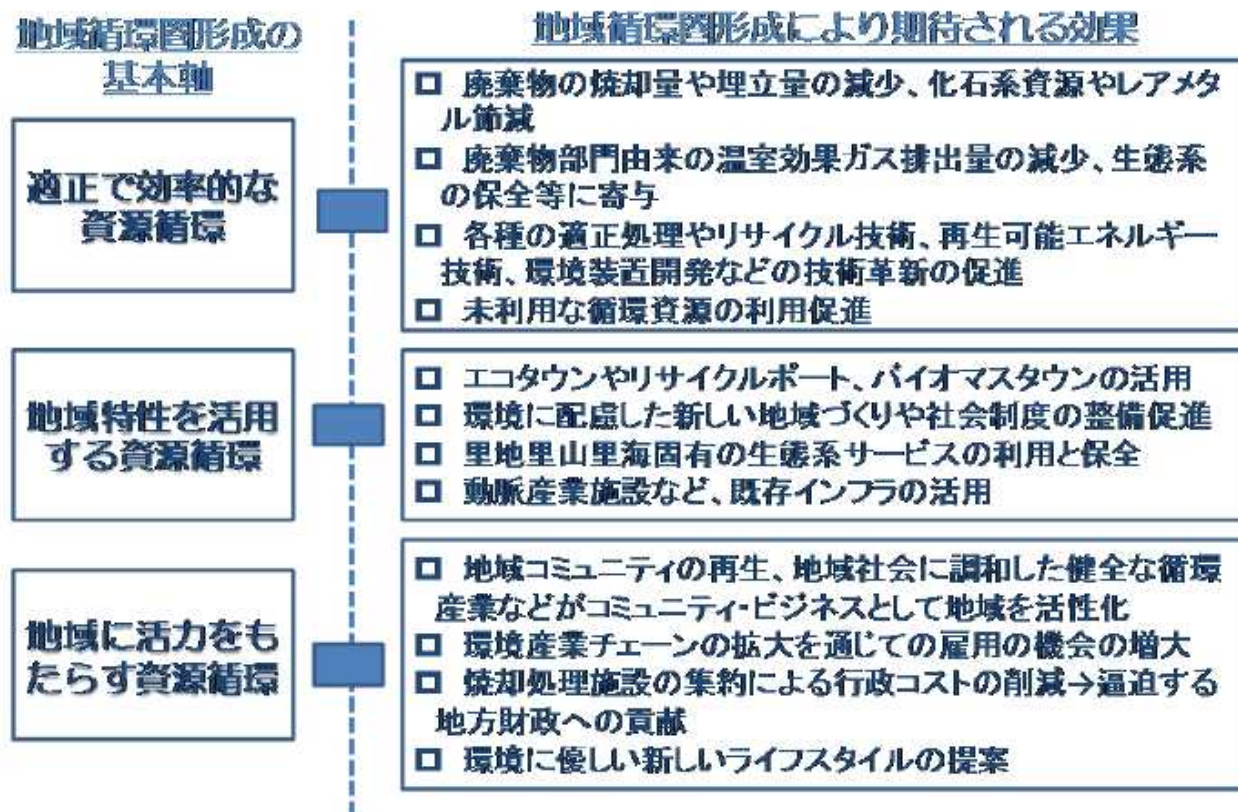 地域循環圏形成の
基本軸
地域循環圏形成により期待される効果
適正で効率的な
資源循環
□ 廃棄物の焼却量や埋立量の減少、化石系資源やレアメタ
ル節減
□ 廃棄物部門由来の温室効果ガス排出量の減少、生態系
の保全等に寄与
□ 各種の適正処理やリサイクル技術、再生可能エネルギー
技術、環境装置開発などの技術革新の促進
□ 未利用な循環資源の利用促進
地域特性を活用
する資源循環
□ エコタウンやリサイクルポート、バイオマスタウンの活用
□ 環境に配慮した新しい地域づくりや社会制度の整備促進
□ 里地里山里海固有の生態系サービスの利用と保全
□ 動脈産業施設など、既存インフラの活用
地域に活力をも
たらす資源循環
□ 地域コミュニティの再生、地域社会に調和した健全な循環
産業などがコミュニティ・ビジネスとして地域を活性化
□ 環境産業チェーンの拡大を通じての雇用の機会の増大
□ 焼却処理施設の集約による行政コストの削減→逼迫する
地方財政への貢献
□ 環境に優しい新しいライフスタイルの提案